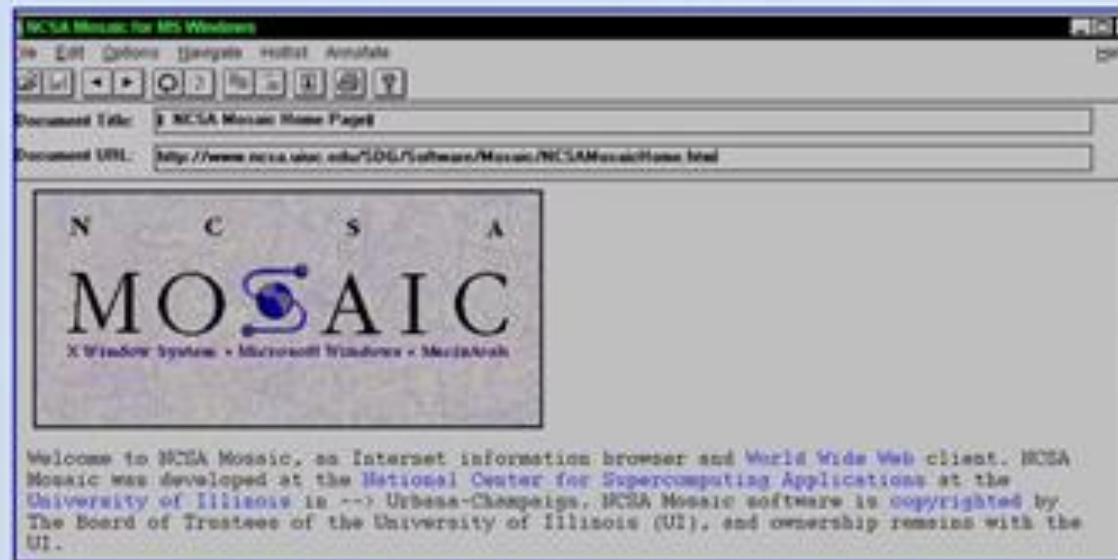 NCSA Mosaic for MS Windows
Edit Options Navigate Hotlist Annotate
Document Title: NCSA Mosaic Home Page
Document URL: http://www.ncsa.uiuc.edu/SDG/Software/Mosaic/NCSAMosaicHome.html
N C S A
MOSAIC
X Window System • Microsoft Windows • Macintosh
Welcome to NCSA Mosaic, an Internet information browser and World Wide Web client. NCSA
Mosaic was developed at the National Center for Supercomputing Applications at the
University of Illinois in --> Urbana-Champaign. NCSA Mosaic software is copyrighted by
The Board of Trustees of the University of Illinois (UI), and ownership remains with the
UI.